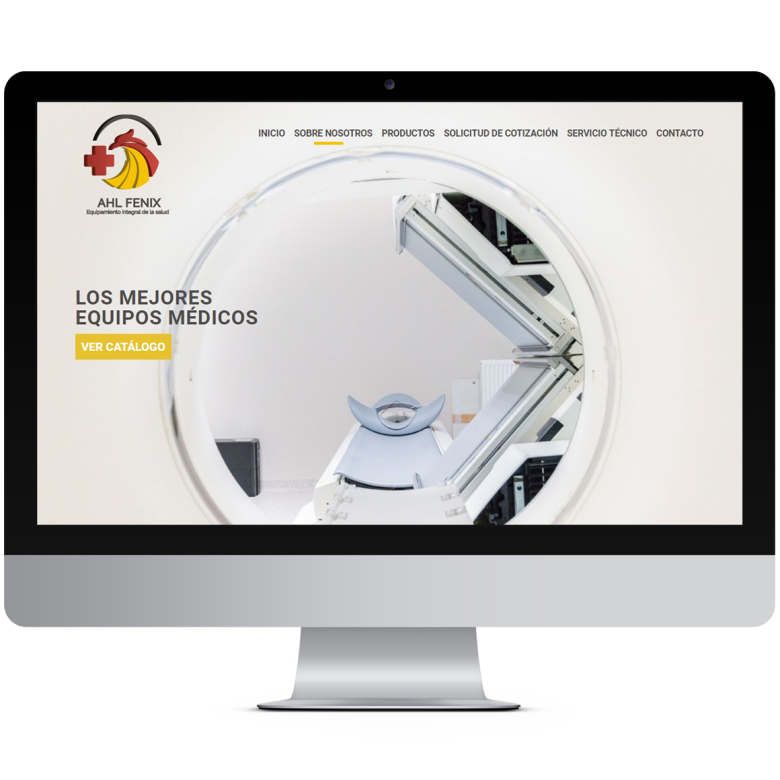 INICIO SOBRE NOSOTROS PRODUCTOS SOLICITUD DE COTIZACIÓN SERVICIO TÉCNICO CONTACTO
AHL FENIX
Equipamiento integral de la salud
LOS MEJORES
EQUIPOS MÉDICOS
VER CATÁLOGO